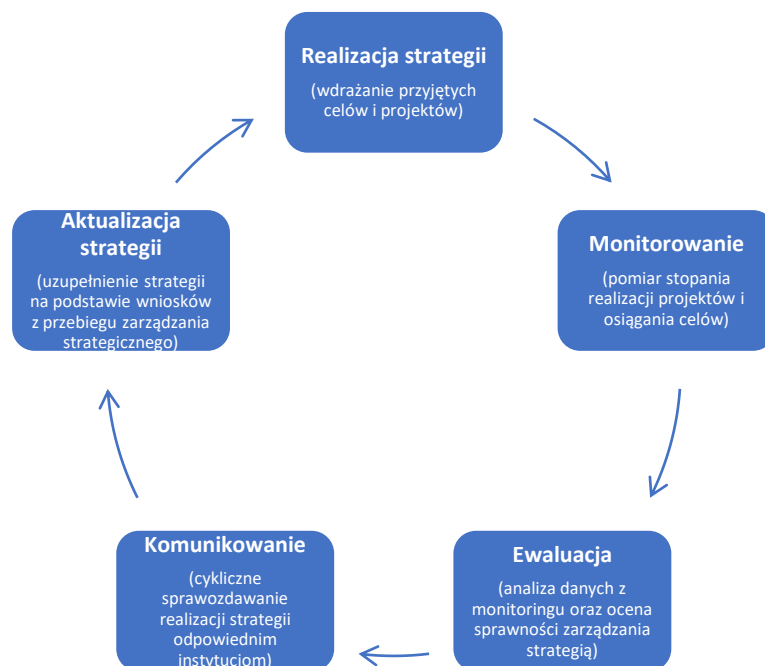 Realizacja strategii
(wdrażanie przyjętych
celów i projektów)
Monitorowanie
(pomiar stopania
realizacji projektów i
osiągania celów)
Ewaluacja
(analiza danych z
monitoringu oraz ocena
sprawności zarządzania
strategią)
Komunikowanie
(cykliczne
sprawozdawanie
realizacji strategii
odpowiednim
instytucjom)
Aktualizacja
strategii
(uzupełnienie strategii
na podstawie wniosków
z przebiegu zarządzania
strategicznego)